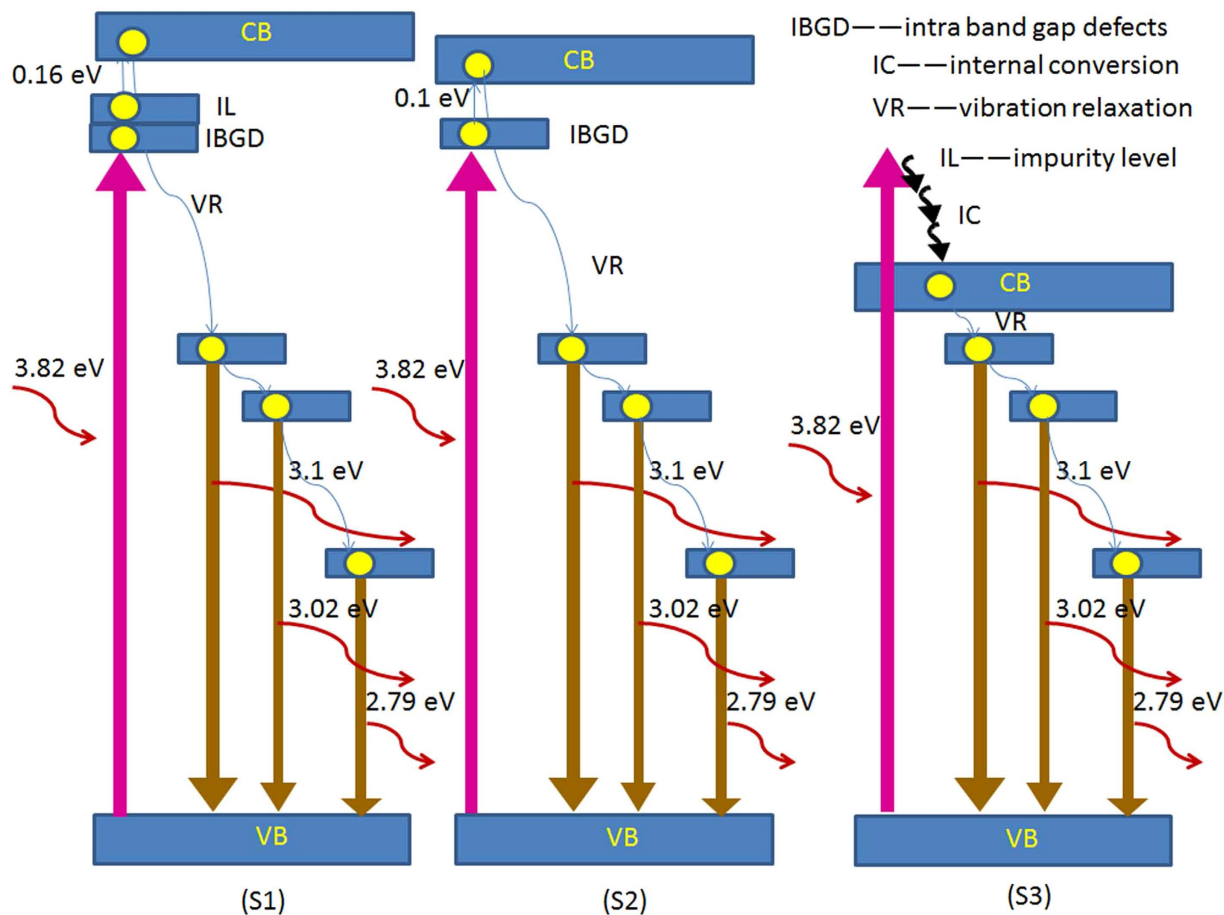 CB
0.16 eV
IL
IBGD
VR
3.82 eV
3.1 eV
3.02 eV
2.79 eV
VB
(S1)
CB
0.1 eV
IBGD
VR
3.82 eV
3.1 eV
3.02 eV
2.79 eV
VB
(S2)
IBGD——intra band gap defects
IC——internal conversion
VR——vibration relaxation
IL——impurity level
IC
CB
VR
3.82 eV
3.1 eV
3.02 eV
2.79 eV
VB
(S3)